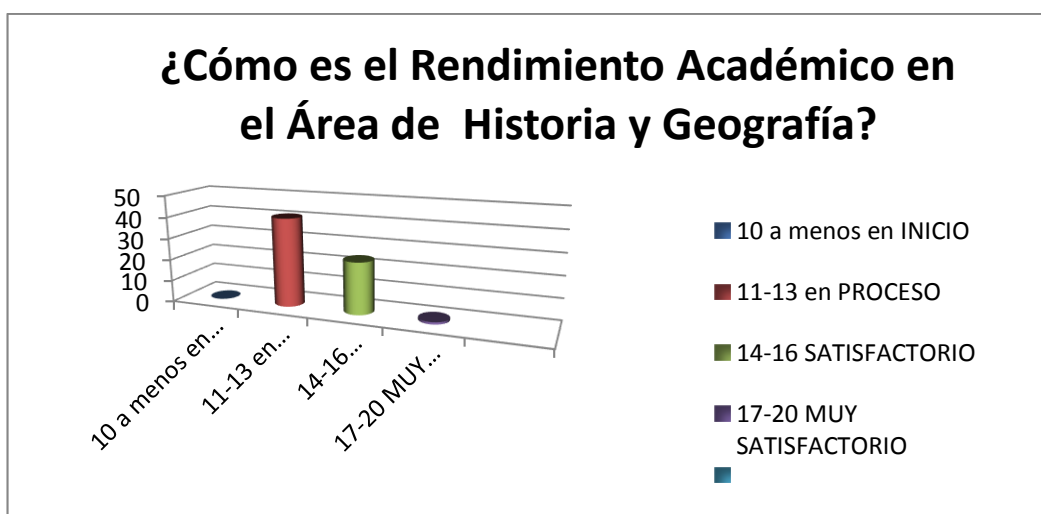 ¿Cómo es el Rendimiento Académico en
el Área de Historia y Geografía?
50
40
30
20
10
0
10 a menos en...
11-13 en...
14-16...
17-20 MUY...
10 a menos en INICIO
11-13 en PROCESO
14-16 SATISFACTORIO
17-20 MUY
SATISFACTORIO